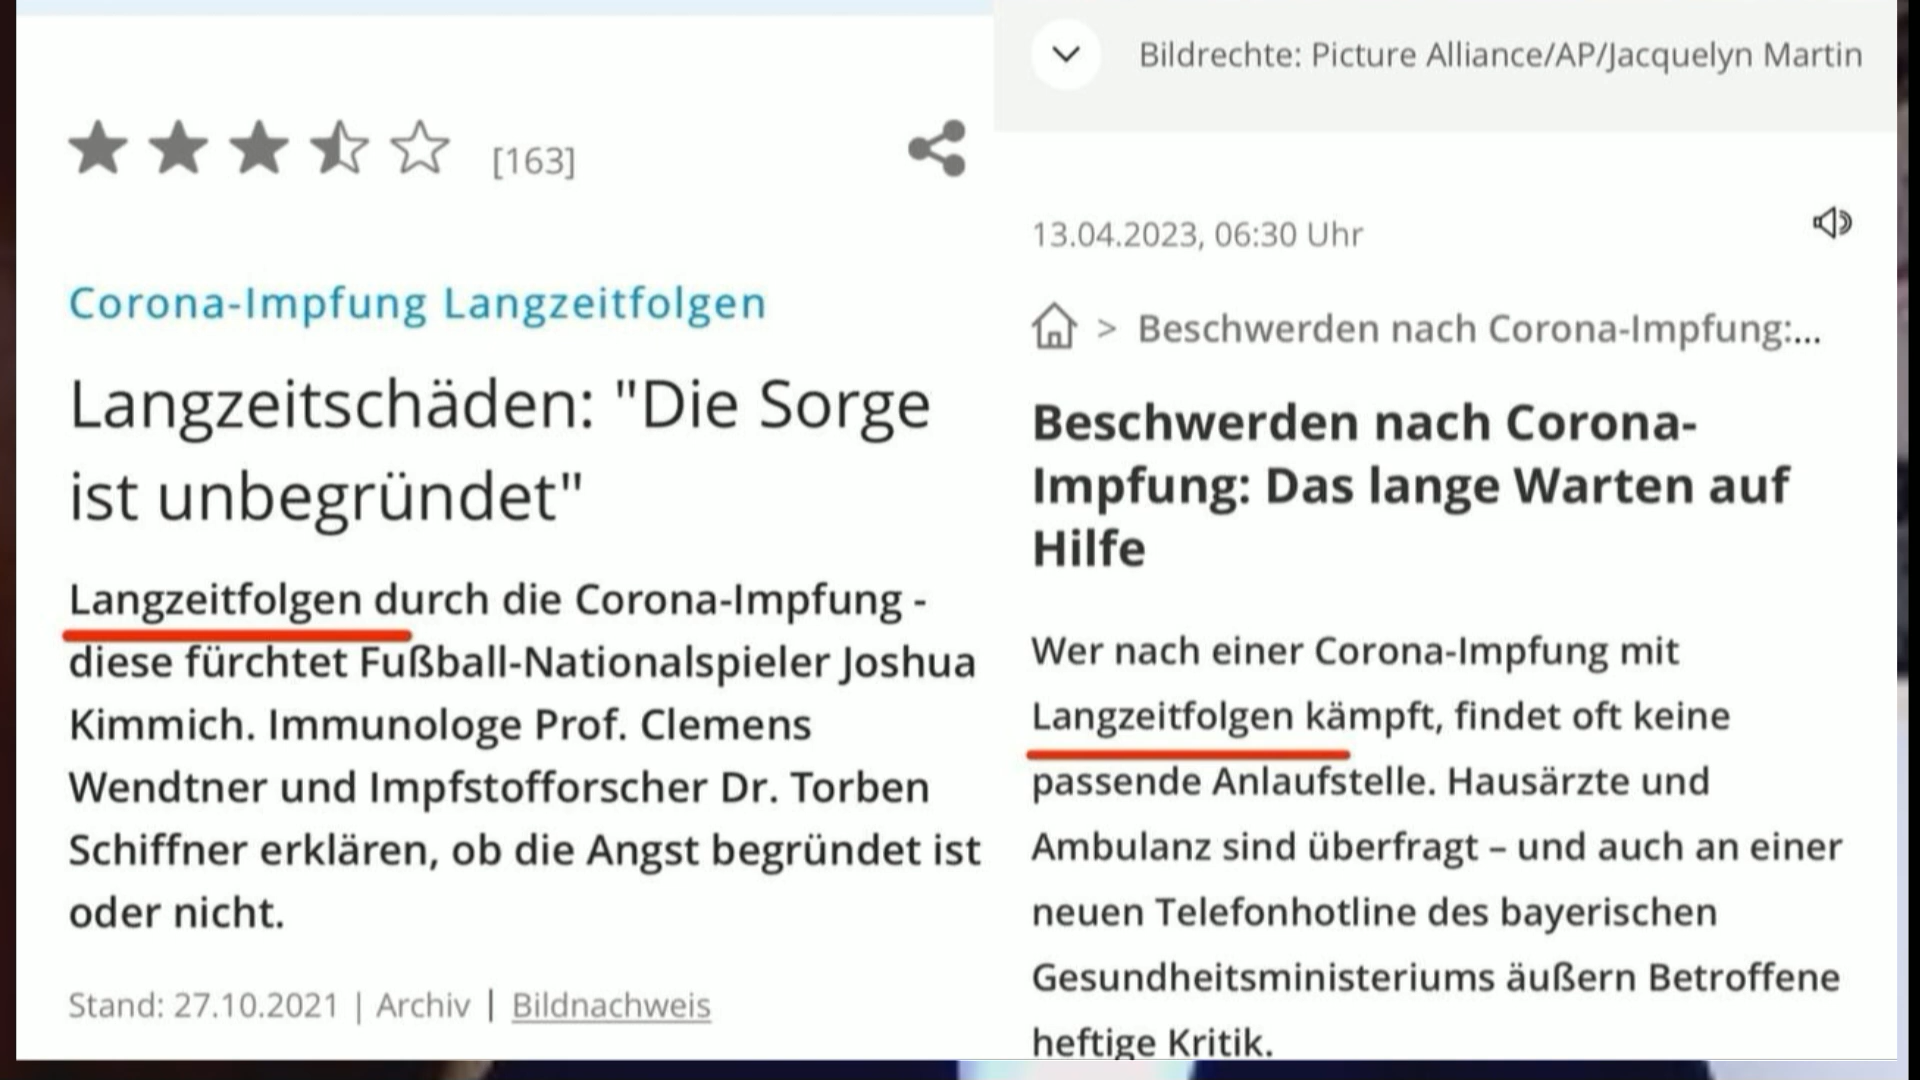 [163]
Corona-Impfung Langzeitfolgen
Langzeitschäden: "Die Sorge
ist unbegründet"
Langzeitfolgen durch die Corona-Impfung -
diese fürchtet Fußball-Nationalspieler Joshua
Kimmich. Immunologe Prof. Clemens
Wendtner und Impfstofforscher Dr. Torben
Schiffner erklären, ob die Angst begründet ist
oder nicht.
Stand: 27.10.2021 | Archiv | Bildnachweis
Bildrechte: Picture Alliance/AP/Jacquelyn Martin
13.04.2023, 06:30 Uhr
> Beschwerden nach Corona-Impfung:...
Beschwerden nach Corona-
Impfung: Das lange Warten auf
Hilfe
Wer nach einer Corona-Impfung mit
Langzeitfolgen kämpft, findet oft keine
passende Anlaufstelle. Hausärzte und
Ambulanz sind überfragt – und auch an einer
neuen Telefonhotline des bayerischen
Gesundheitsministeriums äußern Betroffene
heftige Kritik.